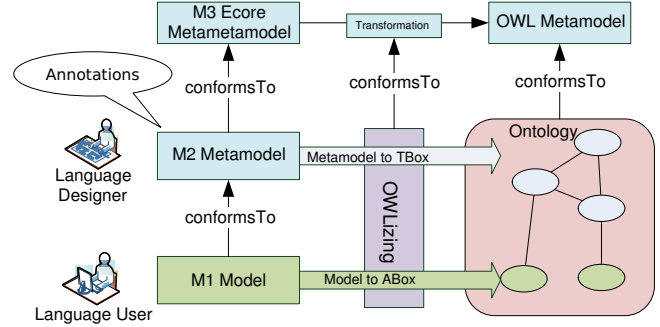 M3 Ecore
Metametamodel
Transformation
OWL Metamodel
Annotations
conformsTo
conformsTo
conformsTo
Language
Designer
M2 Metamodel
Metamodel to TBox
Ontology
OWLizing
conformsTo
Language User
M1 Model
Model to ABox